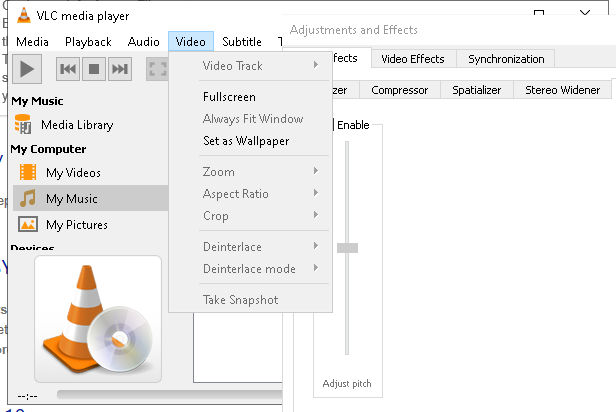 VLC media player
Adjustments and Effects
Media Playback Audio Video Subtitle T
ffects Video Effects Synchronization
zer Compressor Spatializer Stereo Widener
Enable
Adjust pitch
Video Track
Fullscreen
Always Fit Window
Set as Wallpaper
Zoom
Aspect Ratio
Crop
Deinterlace
Deinterlace mode
Take Snapshot
My Music
Media Library
My Computer
My Videos
My Music
My Pictures
Devices
--:--